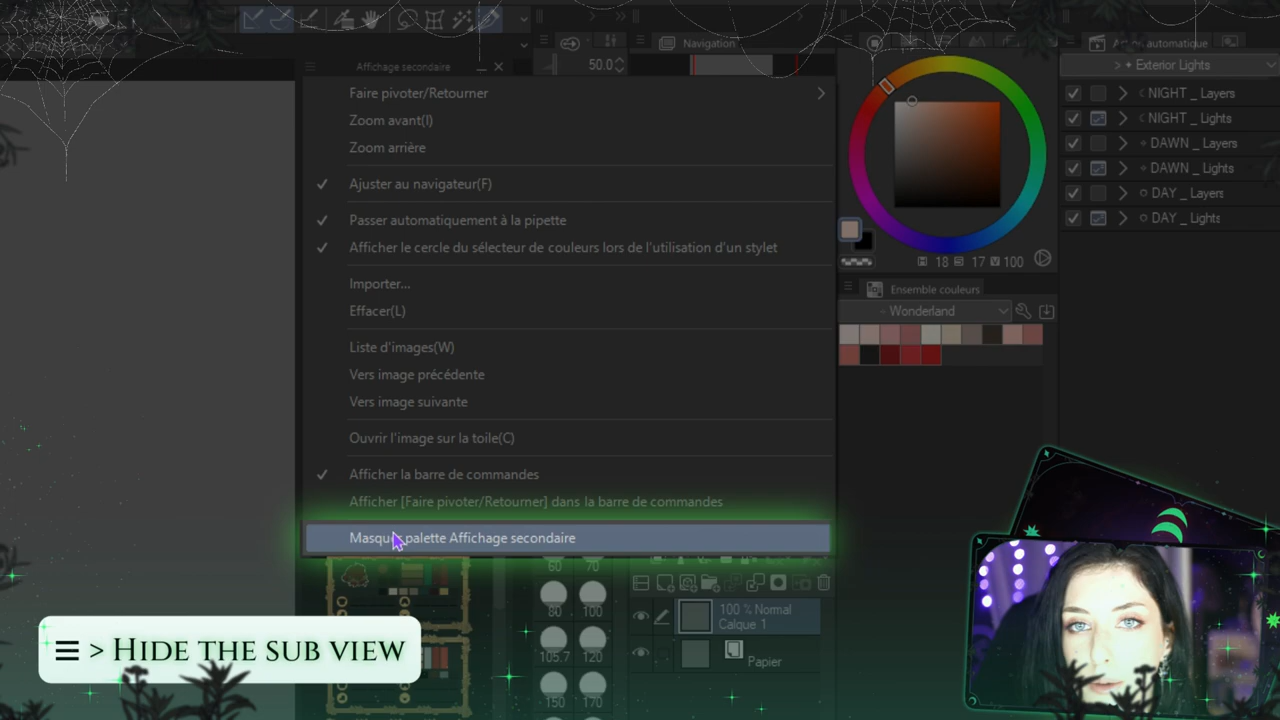 Affichage secondaire
50.0
Navigation
Faire pivoter/Retourner
Zoom avant(I)
Zoom arrière
Ajuster au navigateur(F)
Passer automatiquement à la pipette
Afficher le cercle du sélecteur de couleurs lors de l'utilisation d'un stylet
Importer...
Effacer(L)
Liste d'images(W)
Vers image précédente
Vers image suivante
Ouvrir l'image sur la toile(C)
Afficher la barre de commandes
Afficher [Faire pivoter/Retourner] dans la barre de commandes
palette Affichage secondaire
automatique
Exterior Lights
NIGHT _ Layers
NIGHT _ Lights
DAWN _ Layers
DAWN _ Lights
DAY _ Layers
DAY _ Lights
H 18 S 17 V 100
Ensemble couleurs
- Wonderland
60 70
80 100
105.7 120
150 170
100 % Normal
Calque 1
Papier
☰ > HIDE THE SUB VIEW